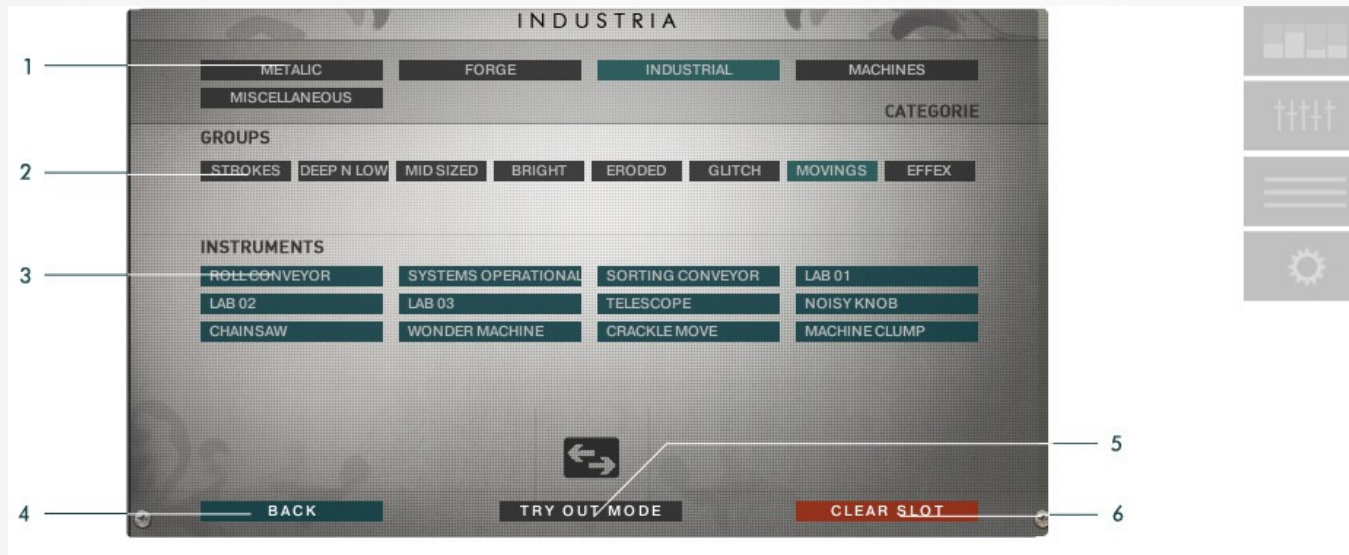 INDUSTRIA
1
METALIC FORGE INDUSTRIAL MACHINES
MISCELLANEOUS
CATEGORIE
GROUPS
2
STROKES DEEP N LOW MID SIZED BRIGHT ERODED GLITCH MOVINGS EFFEX
INSTRUMENTS
3
ROLL CONVEYOR SYSTEMS OPERATIONAL SORTING CONVEYOR LAB 01
LAB 02 LAB 03 TELESCOPE NOISY KNOB
CHAINSAW WONDER MACHINE CRACKLE MOVE MACHINE CLUMP
5
4 BACK TRY OUT MODE CLEAR SLOT 6